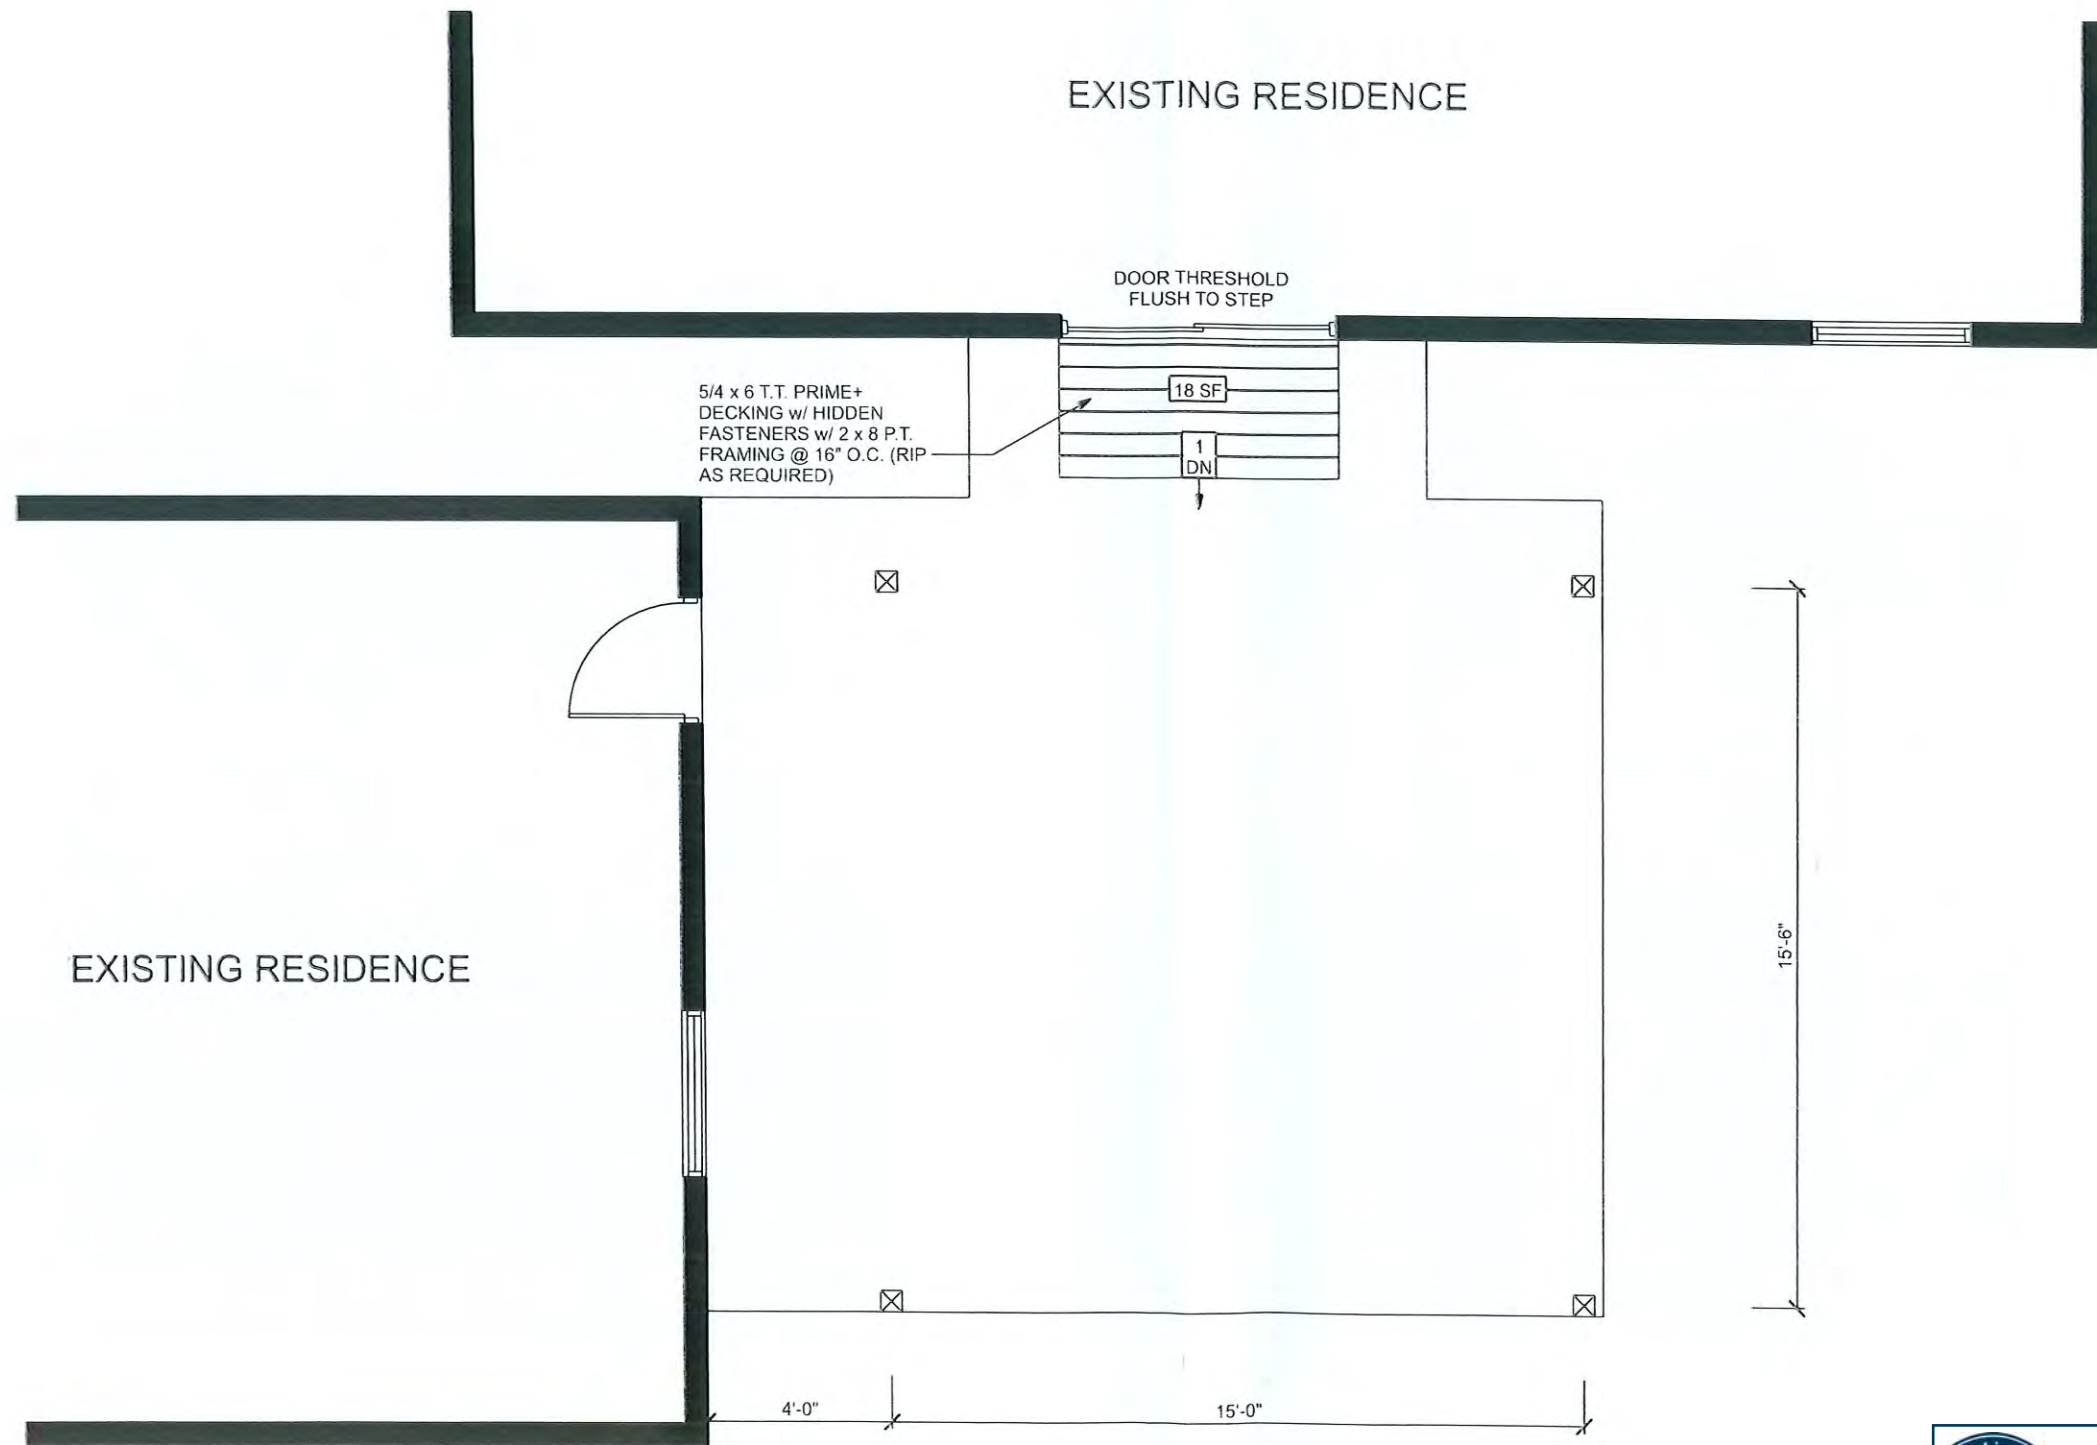 EXISTING RESIDENCE
DOOR THRESHOLD
FLUSH TO STEP
5/4 x 6 T.T. PRIME+
DECKING w/ HIDDEN
FASTENERS w/ 2 x 8 P.T.
FRAMING @ 16" O.C. (RIP
AS REQUIRED)
18 SF
1
DN
EXISTING RESIDENCE
15'-6"
4'-0"
15'-0"